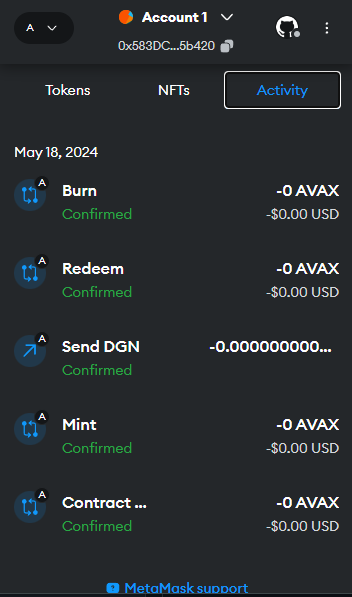 A
Account 1
0x583DC...5b420
1
Tokens NFTs Activity
May 18, 2024
A
Burn -0 AVAX
Confirmed -$0.00 USD
A
Redeem -0 AVAX
Confirmed -$0.00 USD
A
Send DGN -0.000000000...
Confirmed
A
Mint -0 AVAX
Confirmed -$0.00 USD
A
Contract ... -0 AVAX
Confirmed -$0.00 USD
MetaMask support